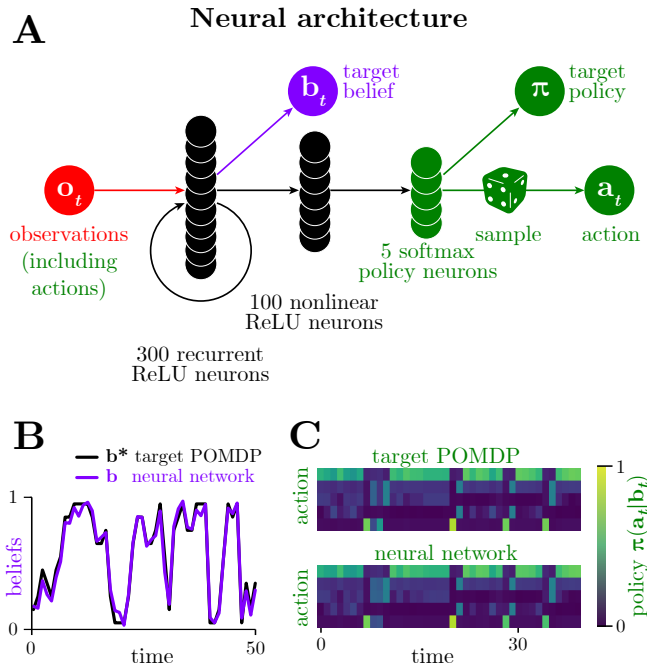 A
Neural architecture
b_t
target
belief
π
target
policy
o_t
a_t
observations
(including
actions)
5 softmax
policy neurons
sample
action
100 nonlinear
ReLU neurons
300 recurrent
ReLU neurons
B
b* target POMDP
b neural network
1
beliefs
0
0
50
time
C
target POMDP
action
neural network
action
0
time
30
1
policy π(a_t|b_t)
0